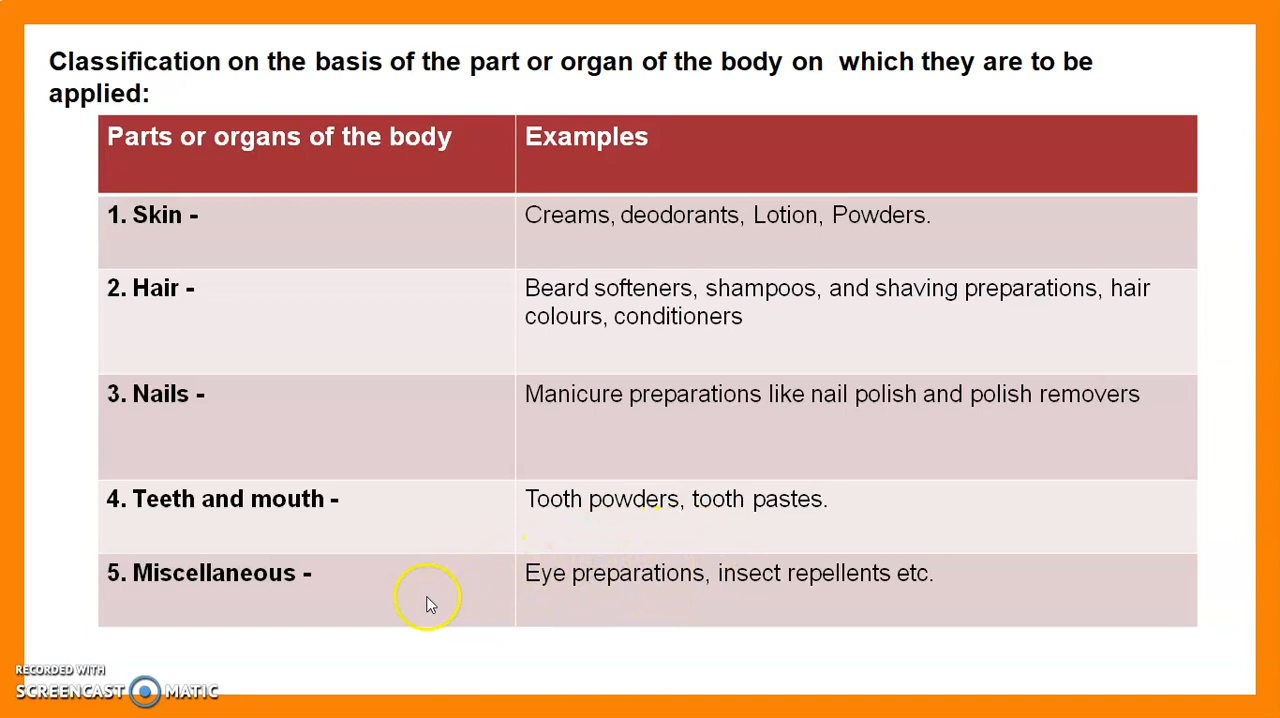 Classification on the basis of the part or organ of the body on which they are to be
applied:
Parts or organs of the body
Examples
1. Skin -
Creams, deodorants, Lotion, Powders.
2. Hair -
Beard softeners, shampoos, and shaving preparations, hair
colours, conditioners
3. Nails -
Manicure preparations like nail polish and polish removers
4. Teeth and mouth -
Tooth powders, tooth pastes.
5. Miscellaneous -
Eye preparations, insect repellents etc.
RECORDED WITH
SCREENCAST MATIC